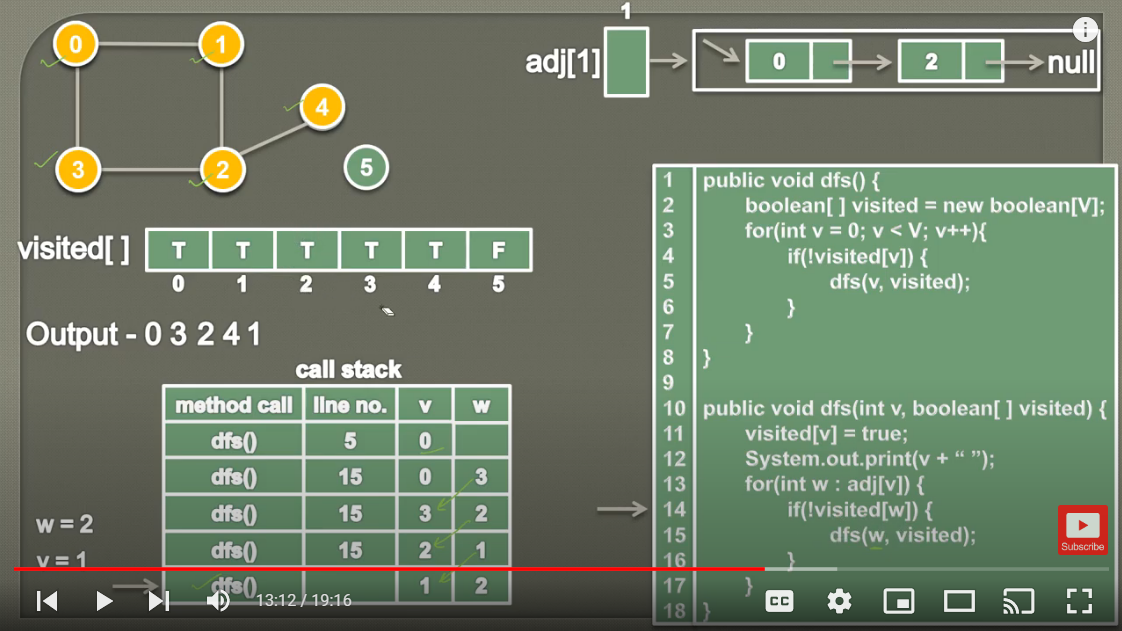 0 1
4
3 2 5
1
adj[1] 0 2 null
visited[ ] T T T T T F
0 1 2 3 4 5
Output - 0 3 2 4 1
call stack
method call line no. v w
dfs() 5 0
dfs() 15 0 3
dfs() 15 3 2
dfs() 15 2 1
dfs() 1 2
w = 2
v = 1
1 public void dfs() {
2 boolean[ ] visited = new boolean[V];
3 for(int v = 0; v < V; v++){
4 if(!visited[v]) {
5 dfs(v, visited);
6 }
7 }
8 }
9
10 public void dfs(int v, boolean[ ] visited) {
11 visited[v] = true;
12 System.out.print(v + “ ”);
13 for(int w : adj[v]) {
14 if(!visited[w]) {
15 dfs(w, visited);
16 }
17 }
18 }
Subscribe
13:12 / 19:16
CC
i